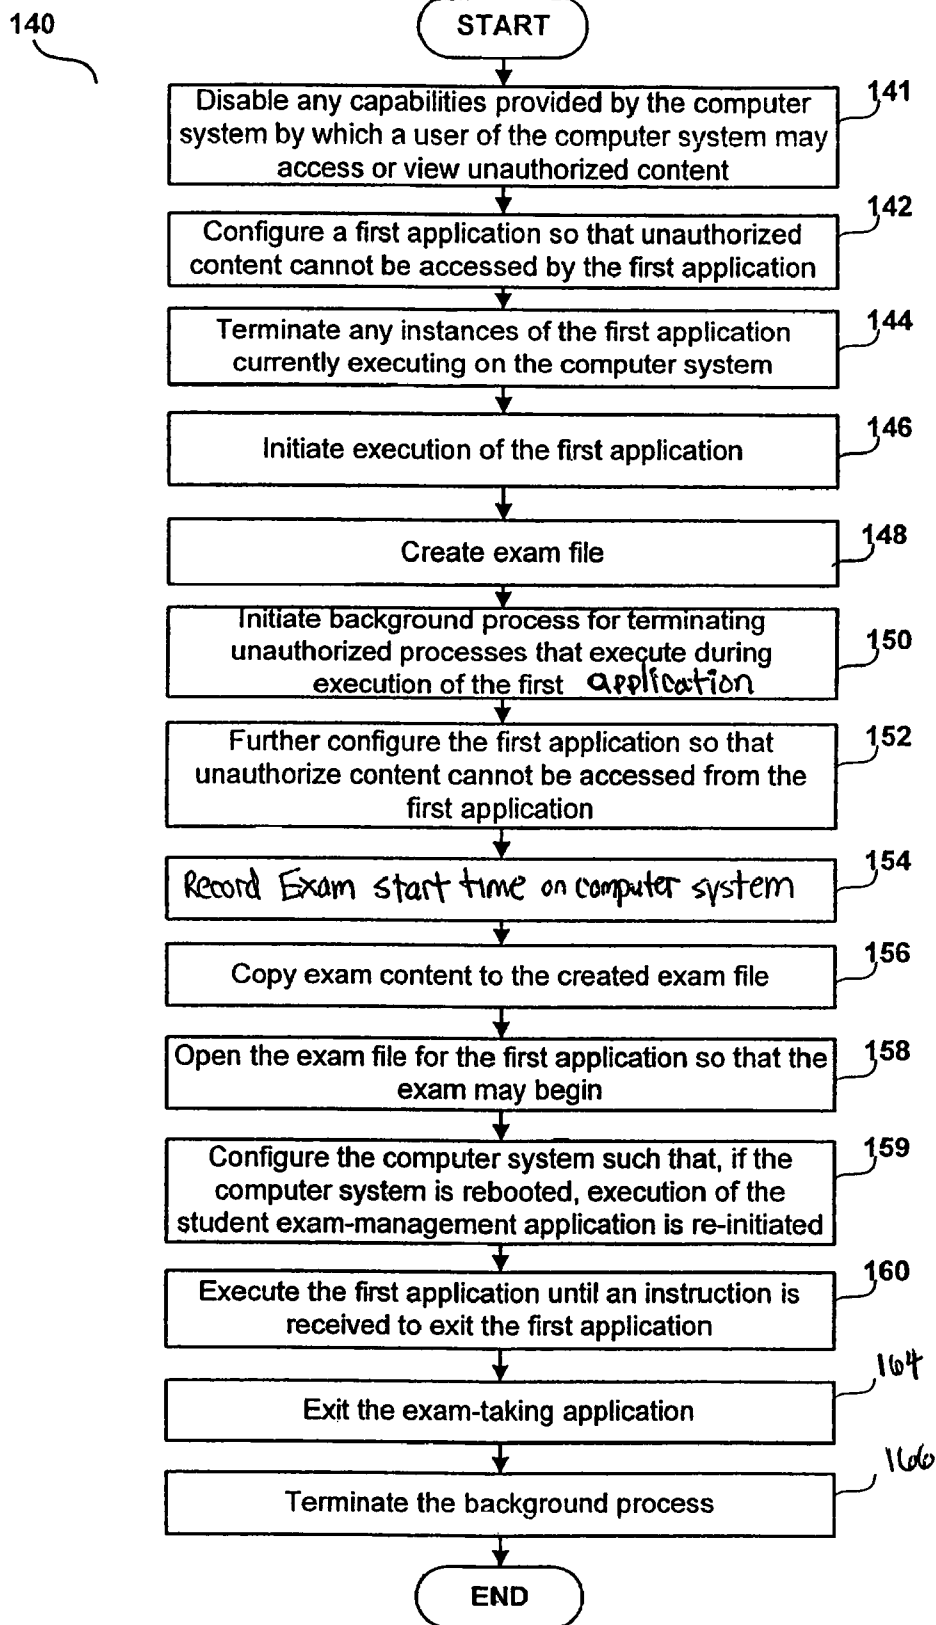 140
START
141
Disable any capabilities provided by the computer
system by which a user of the computer system may
access or view unauthorized content
142
Configure a first application so that unauthorized
content cannot be accessed by the first application
144
Terminate any instances of the first application
currently executing on the computer system
146
Initiate execution of the first application
148
Create exam file
150
Initiate background process for terminating
unauthorized processes that execute during
execution of the first application
152
Further configure the first application so that
unauthorize content cannot be accessed from the
first application
154
Record Exam start time on computer system
156
Copy exam content to the created exam file
158
Open the exam file for the first application so that the
exam may begin
159
Configure the computer system such that, if the
computer system is rebooted, execution of the
student exam-management application is re-initiated
160
Execute the first application until an instruction is
received to exit the first application
164
Exit the exam-taking application
166
Terminate the background process
END